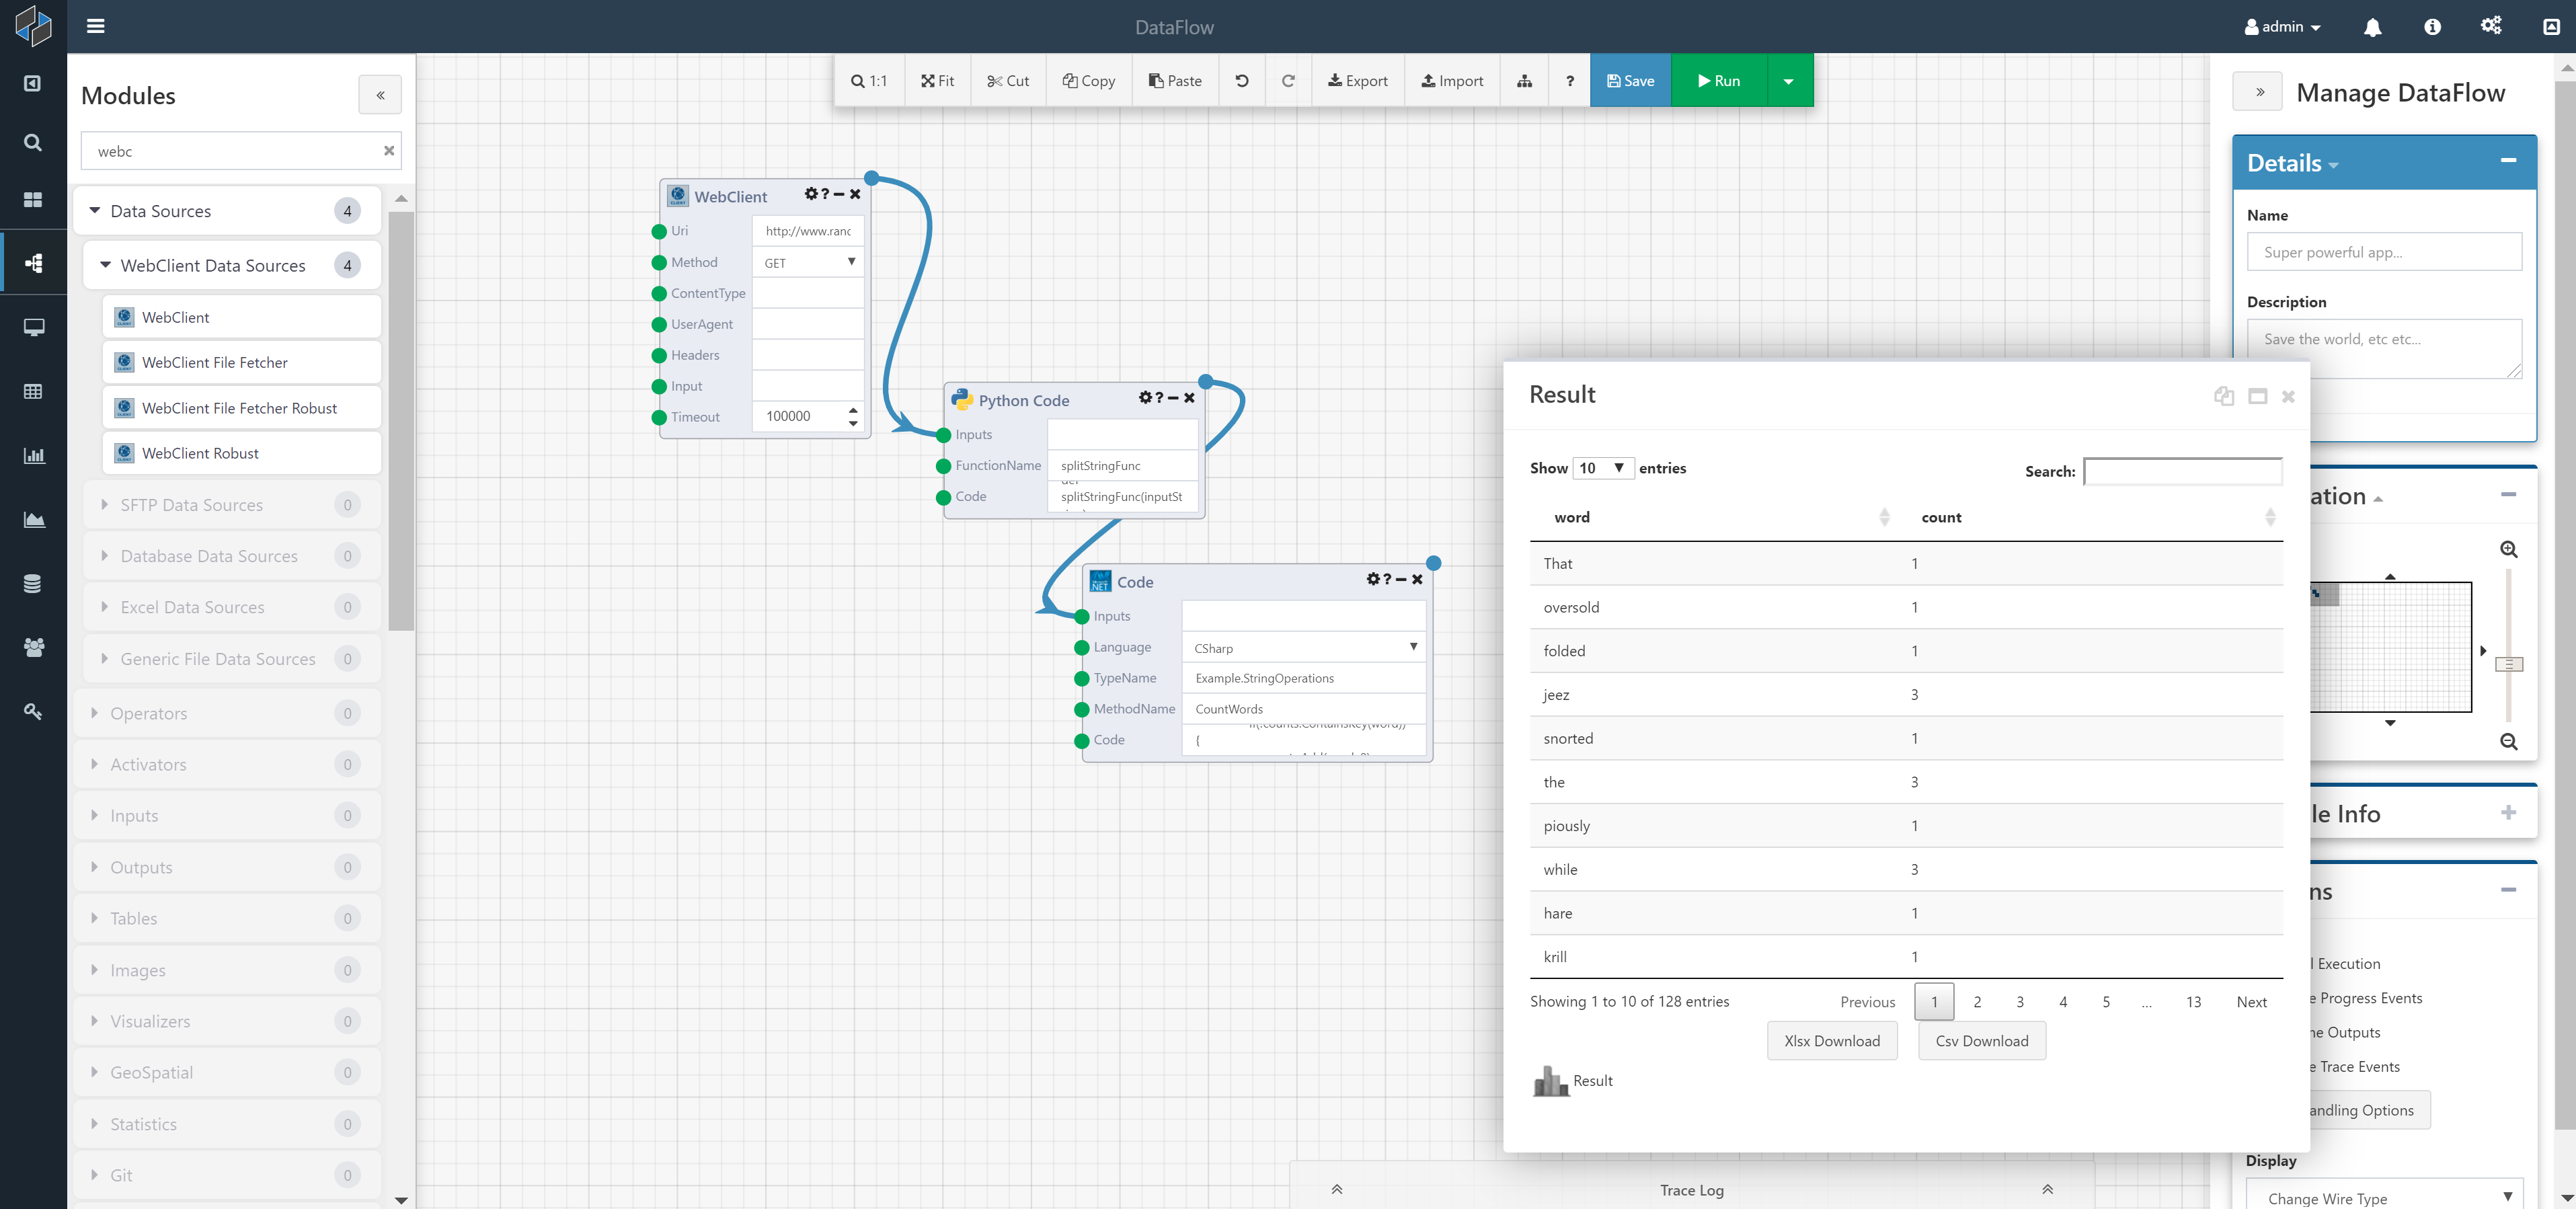 DataFlow
admin
Modules
webc
Data Sources 4
WebClient Data Sources 4
WebClient
WebClient File Fetcher
WebClient File Fetcher Robust
WebClient Robust
SFTP Data Sources 0
Database Data Sources 0
Excel Data Sources 0
Generic File Data Sources 0
Operators 0
Activators 0
Inputs 0
Outputs 0
Tables 0
Images 0
Visualizers 0
GeoSpatial 0
Statistics 0
Git 0
1:1 Fit Cut Copy Paste Export Import ? Save Run
WebClient ?
Uri http://www.ranc
Method GET
ContentType
UserAgent
Headers
Input
Timeout 100000
Python Code ?
Inputs
FunctionName splitStringFunc
Code splitStringFunc(inputSt
Code ?
Inputs
Language CSharp
TypeName Example.StringOperations
MethodName CountWords
if(!counts.ContainsKey(word))
Code {
Manage DataFlow
Details
Name
Super powerful app...
Description
Save the world, etc etc...
ation
le Info
ns
l Execution
e Progress Events
ne Outputs
e Trace Events
andling Options
Display
Change Wire Type
Result
Show 10 entries
Search:
word count
That 1
oversold 1
folded 1
jeez 3
snorted 1
the 3
piously 1
while 3
hare 1
krill 1
Showing 1 to 10 of 128 entries
Previous 1 2 3 4 5 ... 13 Next
Xlsx Download Csv Download
Result
Trace Log